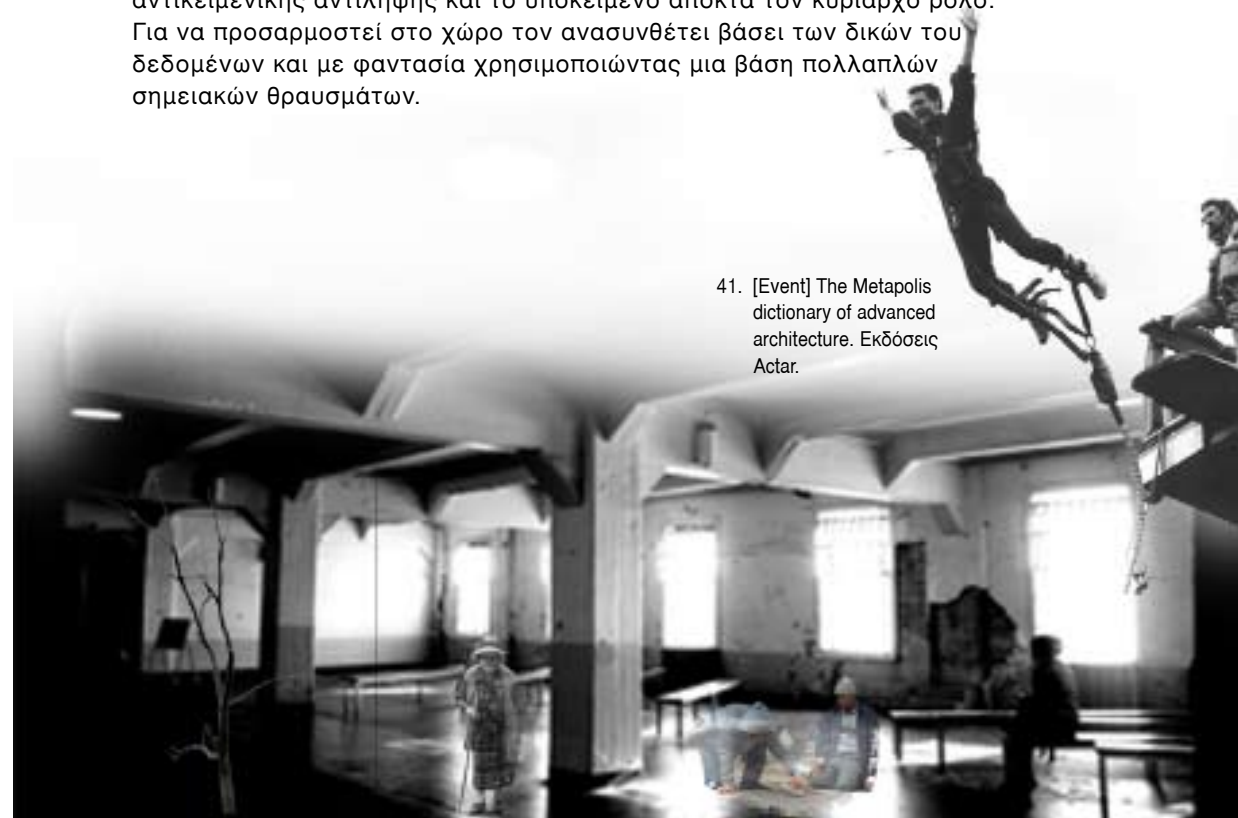 αντικειμενικής αντίληψης και το υποκείμενο αποκτά τον κυρίαρχο ρόλο.
Για να προσαρμοστεί στο χώρο τον ανασυνθέτει βάσει των δικών του
δεδομένων και με φαντασία χρησιμοποιώντας μια βάση πολλαπλών
σημειακών θραυσμάτων.
41. [Event] The Metapolis
dictionary of advanced
architecture. Εκδόσεις
Actar.